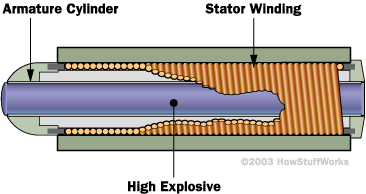 Armature Cylinder
Stator Winding
©2003 HowStuffWorks
High Explosive